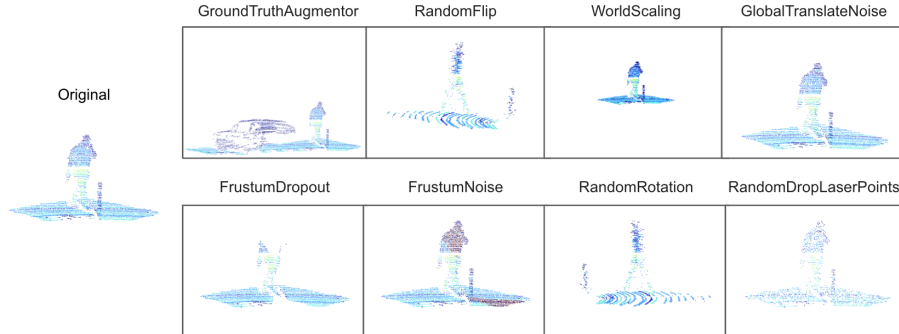 GroundTruthAugmentor
RandomFlip
WorldScaling
GlobalTranslateNoise
Original
FrustumDropout
FrustumNoise
RandomRotation
RandomDropLaserPoints